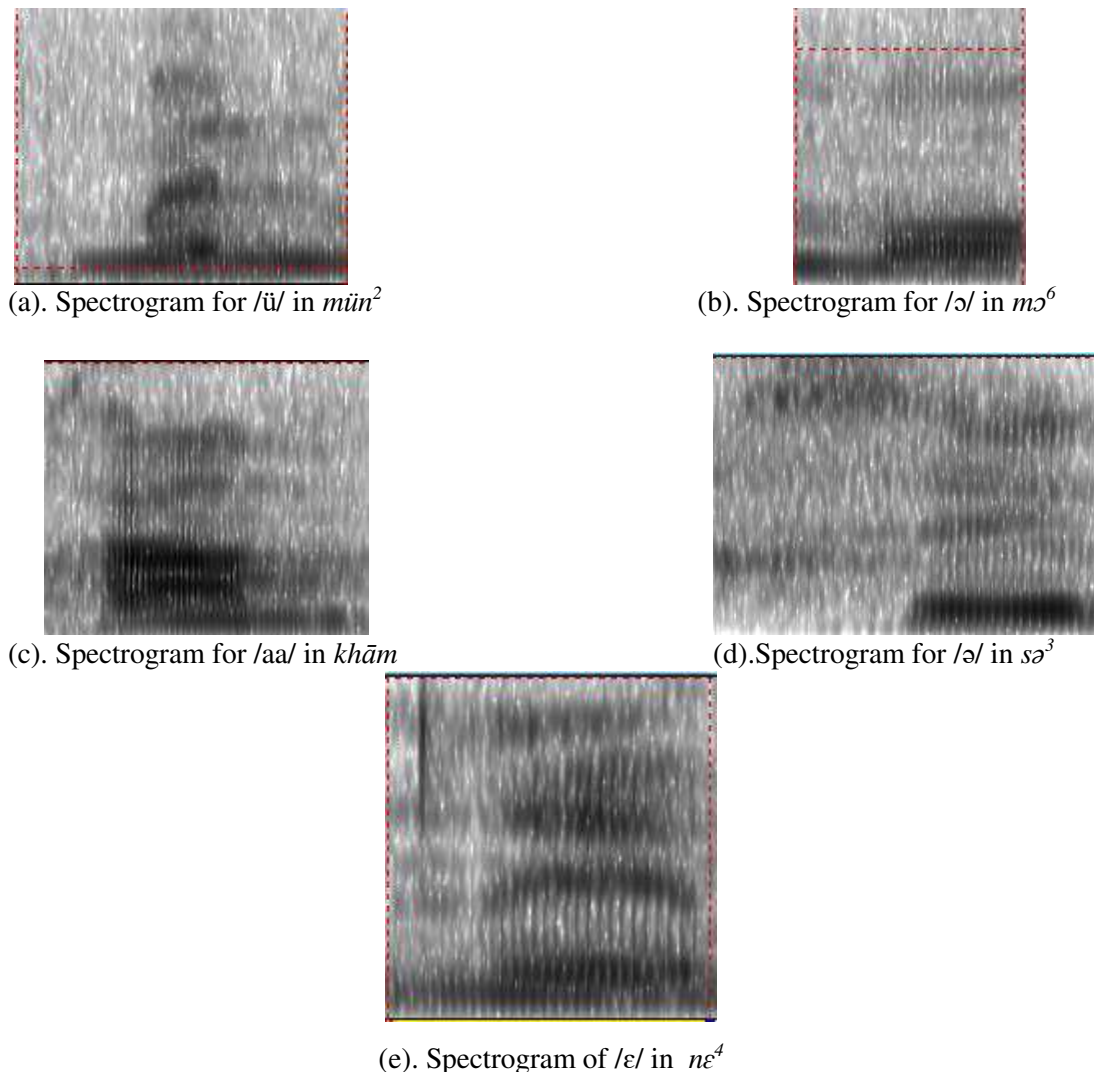 (a). Spectrogram for /ü/ in mün²
(b). Spectrogram for /ɔ/ in mɔ⁶
(c). Spectrogram for /aa/ in khām
(d).Spectrogram for /ə/ in sə³
(e). Spectrogram of /ɛ/ in nɛ⁴